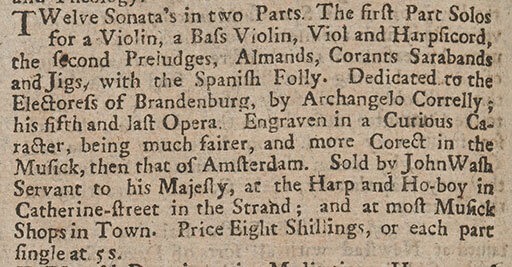 TWelve Sonata's in two Parts. The first Part Solos
for a Violin, a Bass Violin, Viol and Harpsicord,
the second Preludges, Almands, Corants Sarabands
and Jigs, with the Spanish Folly. Dedicated to the
Electoress of Brandenburg, by Archangelo Correlly;
his fifth and last Opera. Engraven in a Curious Ca-
racter, being much fairer, and more Corect in the
Musick, then that of Amsterdam. Sold by John Wash
Servant to his Majesty, at the Harp and Ho-boy in
Catherine-street in the Strand; and at most Musick
Shops in Town. Price Eight Shillings, or each part
single at 5 s.